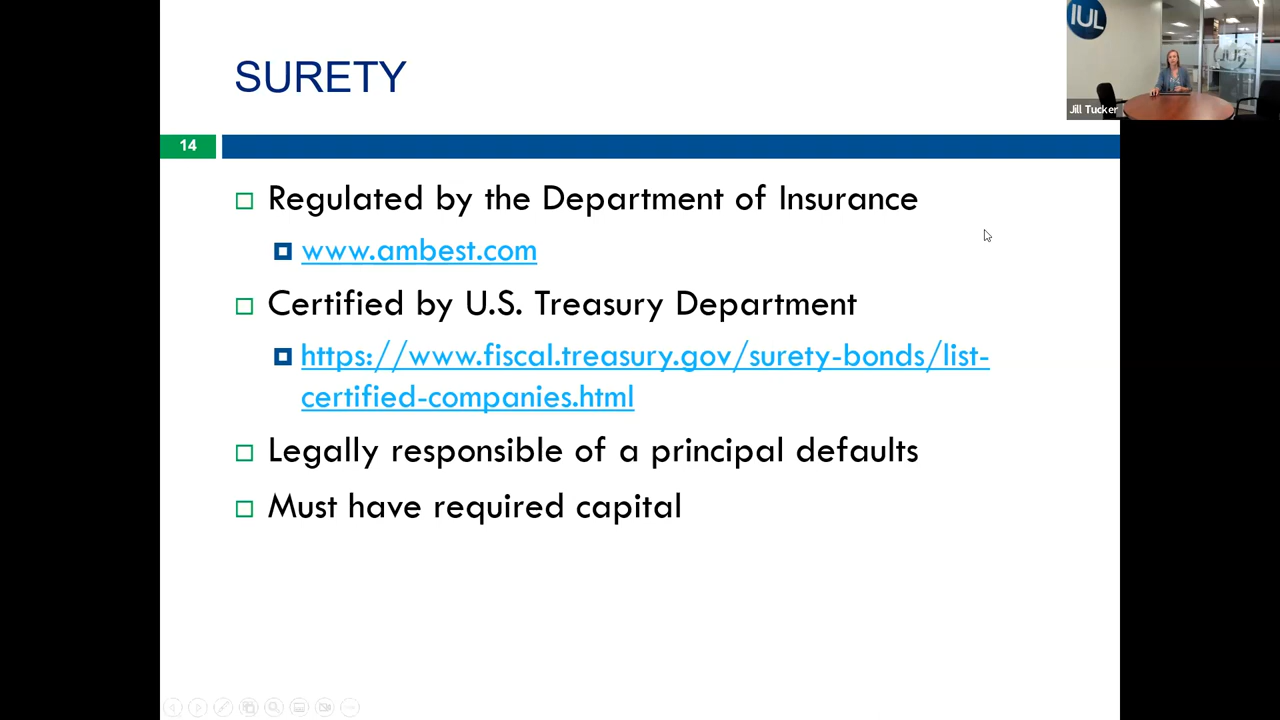 SURETY
IUL
IUL
Jill Tucker
14
Regulated by the Department of Insurance
www.ambest.com
Certified by U.S. Treasury Department
https://www.fiscal.treasury.gov/surety-bonds/list-
certified-companies.html
Legally responsible of a principal defaults
Must have required capital